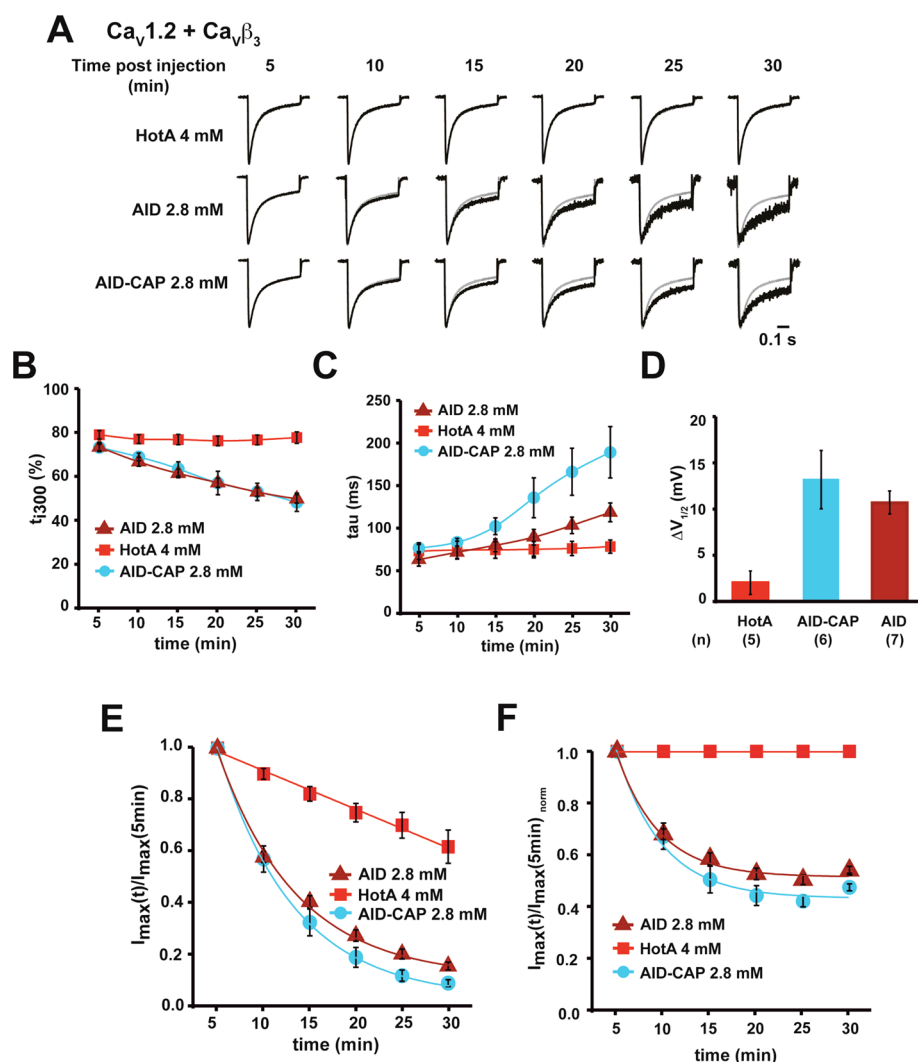 A Ca_V1.2 + Ca_Vβ_3
Time post injection 5 10 15 20 25 30
(min)
HotA 4 mM
AID 2.8 mM
AID-CAP 2.8 mM
0.1 s
B
t_i300 (%)
100
80
60
40
20
0
AID 2.8 mM
HotA 4 mM
AID-CAP 2.8 mM
5 10 15 20 25 30
time (min)
C
tau (ms)
250
200
150
100
50
0
AID 2.8 mM
HotA 4 mM
AID-CAP 2.8 mM
5 10 15 20 25 30
time (min)
D
ΔV_1/2 (mV)
20
15
10
5
0
HotA AID-CAP AID
(n) (5) (6) (7)
E
I_max(t)/I_max(5min)
1.0
0.8
0.6
0.4
0.2
0.0
AID 2.8 mM
HotA 4 mM
AID-CAP 2.8 mM
5 10 15 20 25 30
time (min)
F
I_max(t)/I_max(5min) norm
1.0
0.8
0.6
0.4
0.2
0.0
AID 2.8 mM
HotA 4 mM
AID-CAP 2.8 mM
5 10 15 20 25 30
time (min)